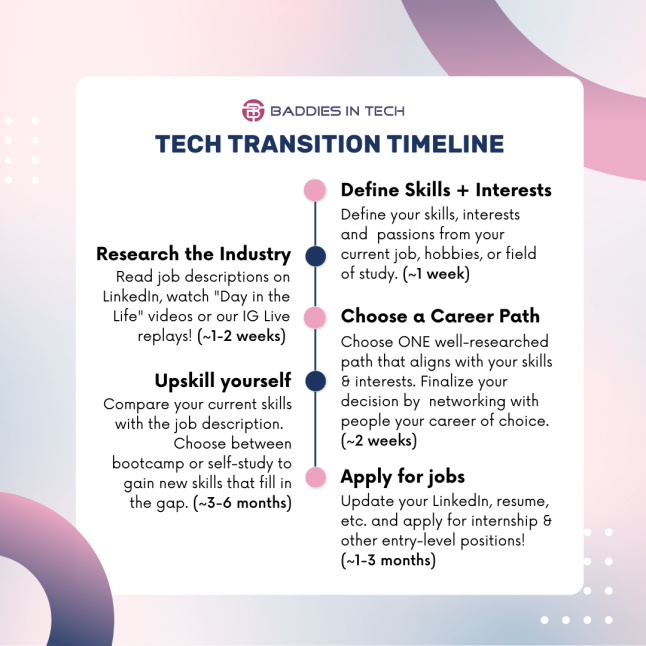 BADDIES IN TECH
TECH TRANSITION TIMELINE
Define Skills + Interests
Define your skills, interests
and passions from your
current job, hobbies, or field
of study. (~1 week)
Research the Industry
Read job descriptions on
LinkedIn, watch "Day in the
Life" videos or our IG Live
replays! (~1-2 weeks)
Choose a Career Path
Choose ONE well-researched
path that aligns with your skills
& interests. Finalize your
decision by networking with
people your career of choice.
(~2 weeks)
Upskill yourself
Compare your current skills
with the job description.
Choose between
bootcamp or self-study to
gain new skills that fill in
the gap. (~3-6 months)
Apply for jobs
Update your LinkedIn, resume,
etc. and apply for internship &
other entry-level positions!
(~1-3 months)